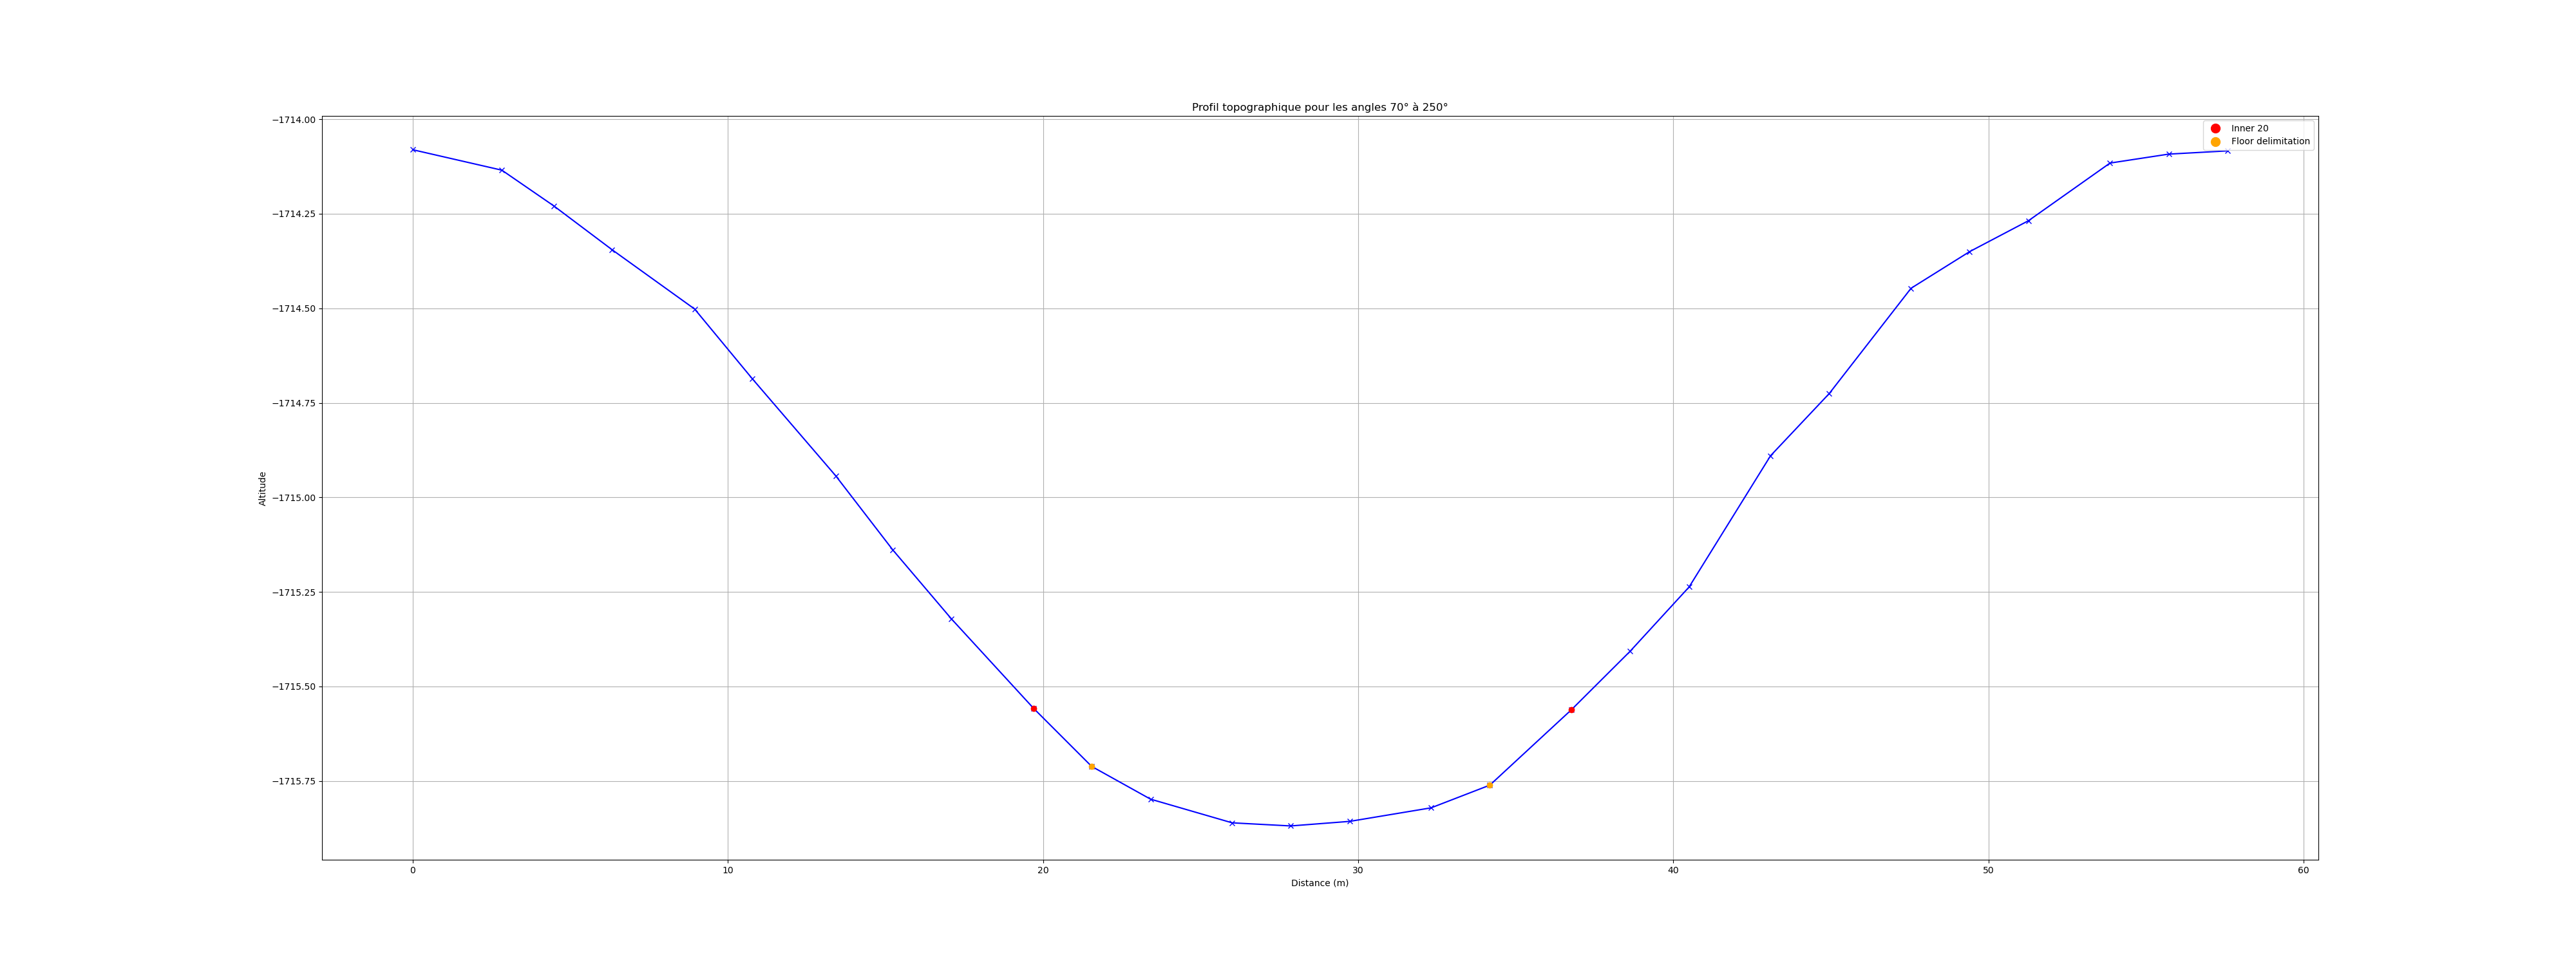 Profil topographique pour les angles 70° à 250°
Inner 20
Floor delimitation
−1714.00
−1714.25
−1714.50
−1714.75
−1715.00
−1715.25
−1715.50
−1715.75
Altitude
0 10 20 30 40 50 60
Distance (m)